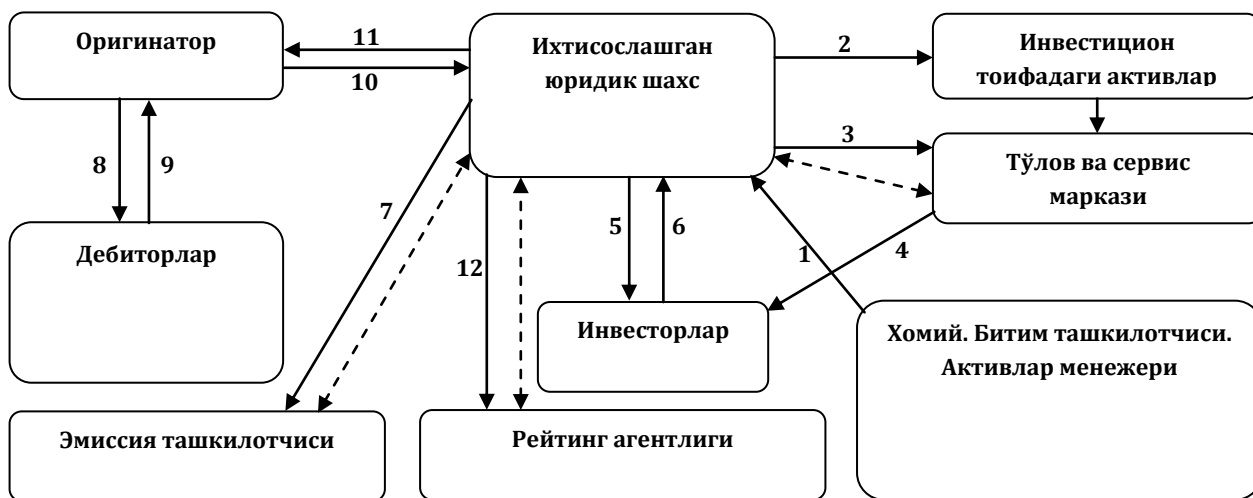 Оригинатор
11
10
Ихтисослашган
юридик шахс
2
Инвестицион
тоифадаги активлар
3
Тўлов ва сервис
маркази
8
9
7
5
6
1
4
12
Дебиторлар
Инвесторлар
Хомий. Битим ташкилотчиси.
Активлар менежери
Эмиссия ташкилотчиси
Рейтинг агентлиги